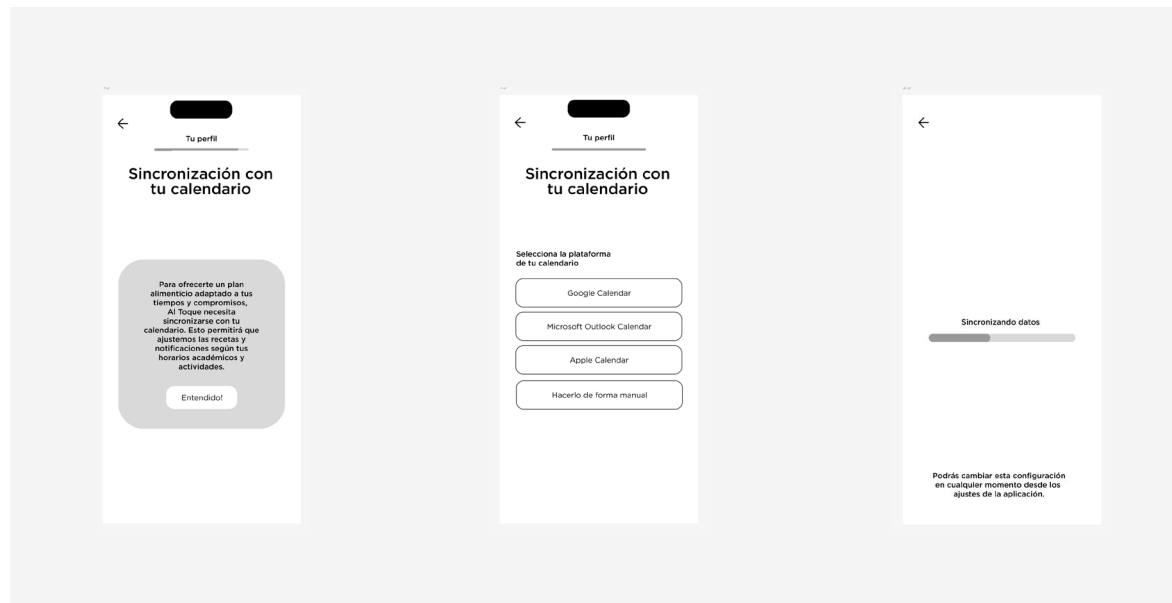 Tu perfil
Sincronización con
tu calendario
Para ofrecerte un plan
alimenticio adaptado a tus
tiempos y compromisos,
Al Toque necesita
sincronizarse con tu
calendario. Esto permitirá que
ajustemos las recetas y
notificaciones según tus
horarios académicos y
actividades.
Entendido!
Tu perfil
Sincronización con
tu calendario
Selecciona la plataforma
de tu calendario
Google Calendar
Microsoft Outlook Calendar
Apple Calendar
Hacerlo de forma manual
Sincronizando datos
Podrás cambiar esta configuración
en cualquier momento desde los
ajustes de la aplicación.